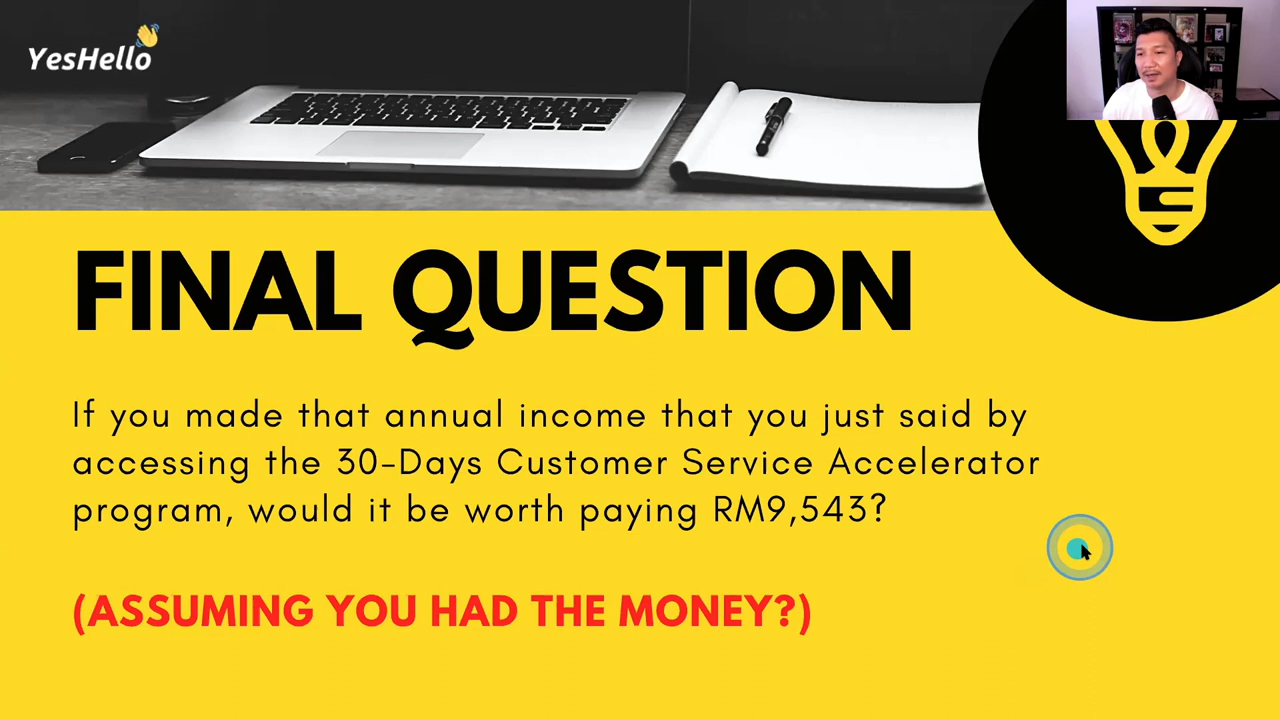 YesHello
FINAL QUESTION
If you made that annual income that you just said by
accessing the 30-Days Customer Service Accelerator
program, would it be worth paying RM9,543?
(ASSUMING YOU HAD THE MONEY?)